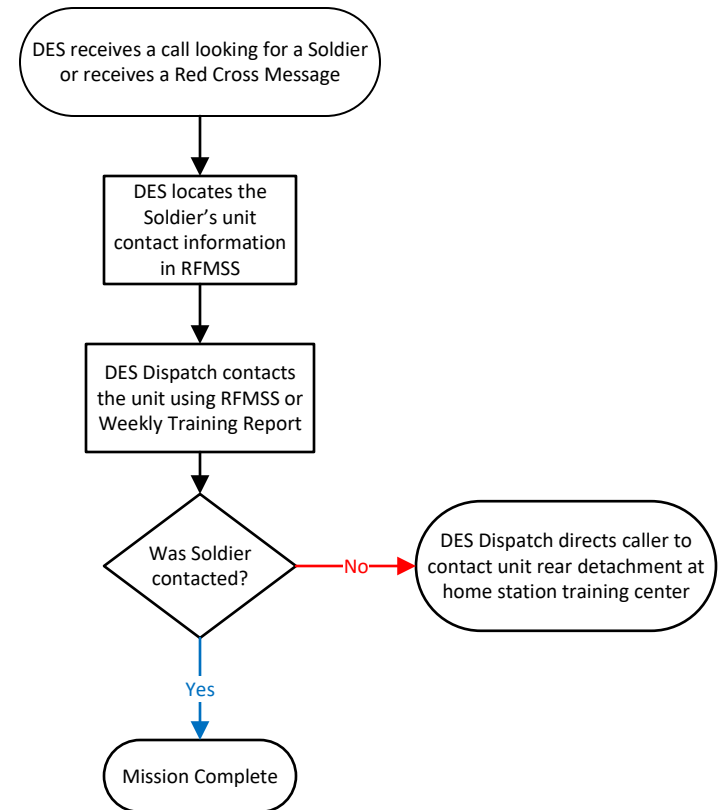 DES receives a call looking for a Soldier
or receives a Red Cross Message
DES locates the
Soldier’s unit
contact information
in RFMSS
DES Dispatch contacts
the unit using RFMSS or
Weekly Training Report
Was Soldier
contacted?
No
DES Dispatch directs caller to
contact unit rear detachment at
home station training center
Yes
Mission Complete